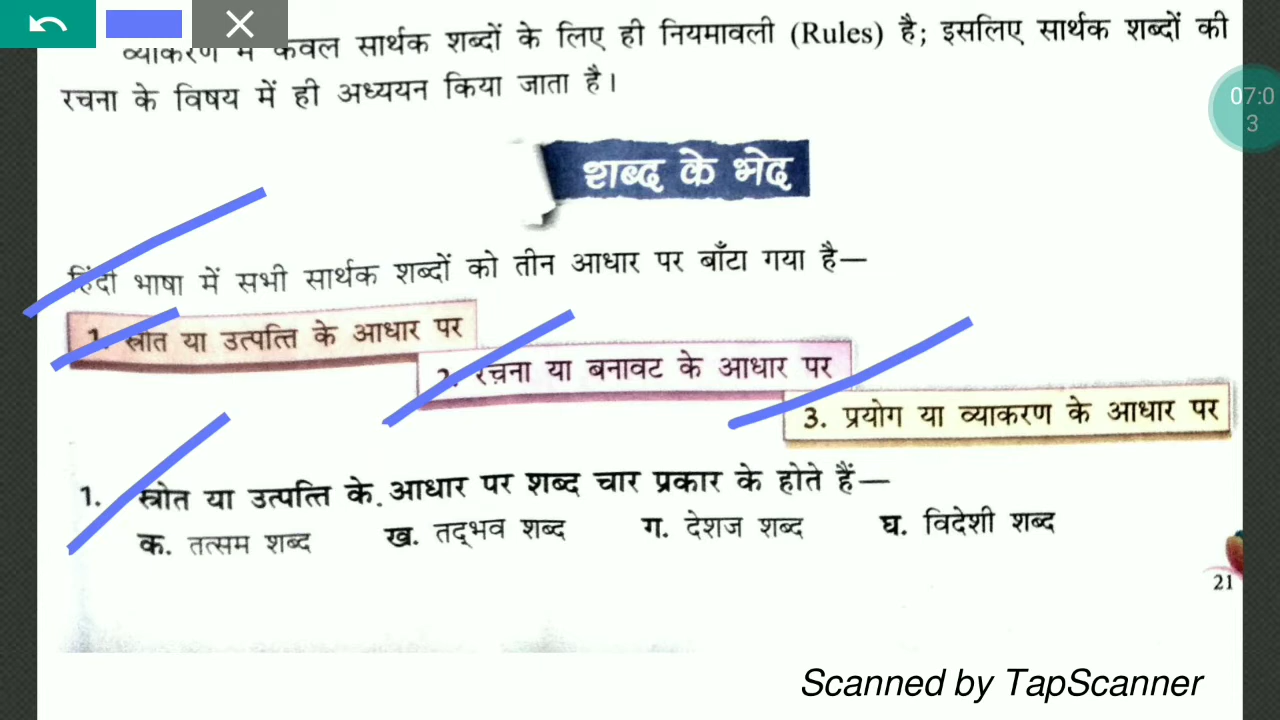 व्याकरण में केवल सार्थक शब्दों के लिए ही नियमावली (Rules) है; इसलिए सार्थक शब्दों की
रचना के विषय में ही अध्ययन किया जाता है।
07:0
3
शब्द के भेद
हिंदी भाषा में सभी सार्थक शब्दों को तीन आधार पर बाँटा गया है—
1. स्रोत या उत्पत्ति के आधार पर
2. रचना या बनावट के आधार पर
3. प्रयोग या व्याकरण के आधार पर
1. स्रोत या उत्पत्ति के आधार पर शब्द चार प्रकार के होते हैं—
क. तत्सम शब्द ख. तद्भव शब्द ग. देशज शब्द घ. विदेशी शब्द
21
Scanned by TapScanner